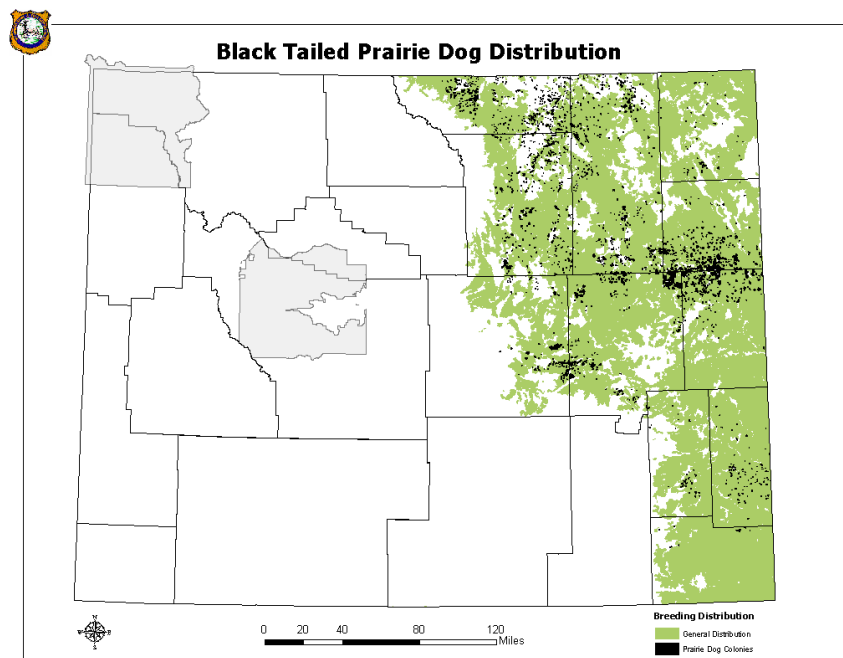 Black Tailed Prairie Dog Distribution
N
W E
S
0 20 40 80 120
Miles
Breeding Distribution
General Distribution
Prairie Dog Colonies